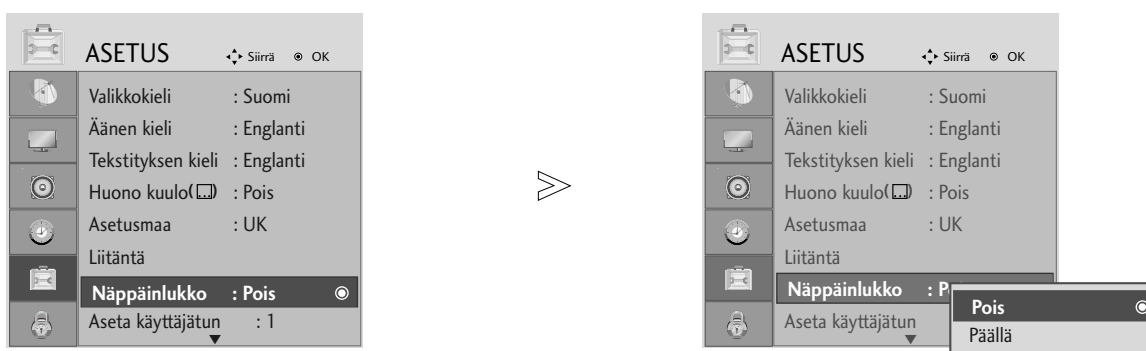 ASETUS Siirrä OK
Valikkokieli : Suomi
Äänen kieli : Englanti
Tekstityksen kieli : Englanti
Huono kuulo( ) : Pois
Asetusmaa : UK
Liitäntä
Näppäinlukko : Pois
Aseta käyttäjätun : 1
ASETUS Siirrä OK
Valikkokieli : Suomi
Äänen kieli : Englanti
Tekstityksen kieli : Englanti
Huono kuulo( ) : Pois
Asetusmaa : UK
Liitäntä
Näppäinlukko :
Aseta käyttäjätun
Pois
Päällä